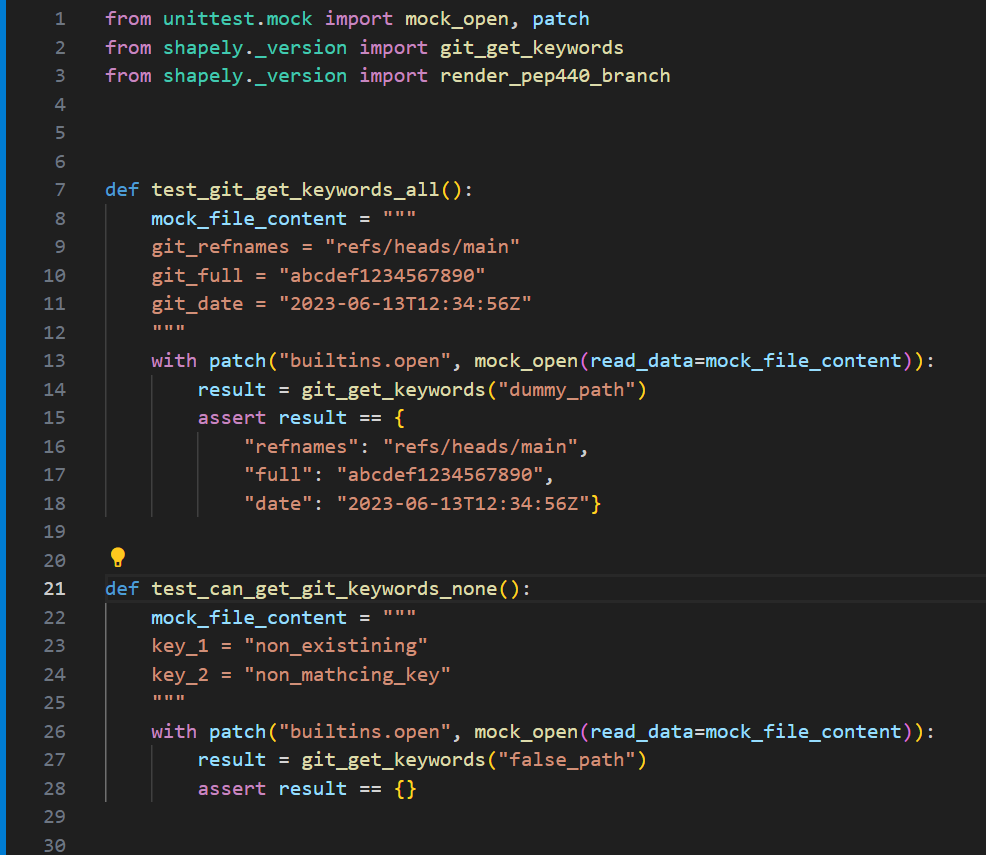 1 from unittest.mock import mock_open, patch
2 from shapely._version import git_get_keywords
3 from shapely._version import render_pep440_branch
4
5
6
7 def test_git_get_keywords_all():
8     mock_file_content = """
9     git_refnames = "refs/heads/main"
10     git_full = "abcdef1234567890"
11     git_date = "2023-06-13T12:34:56Z"
12     """
13     with patch("builtins.open", mock_open(read_data=mock_file_content)):
14         result = git_get_keywords("dummy_path")
15         assert result == {
16             "refnames": "refs/heads/main",
17             "full": "abcdef1234567890",
18             "date": "2023-06-13T12:34:56Z"}
19
20
21 def test_can_get_git_keywords_none():
22     mock_file_content = """
23     key_1 = "non_existining"
24     key_2 = "non_mathcing_key"
25     """
26     with patch("builtins.open", mock_open(read_data=mock_file_content)):
27         result = git_get_keywords("false_path")
28         assert result == {}
29
30